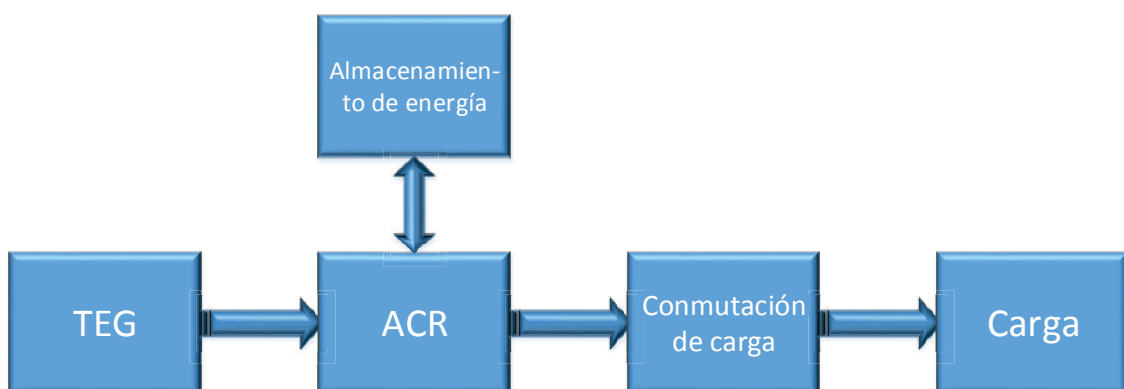 Almacenamien-
to de energía
TEG
ACR
Conmutación
de carga
Carga